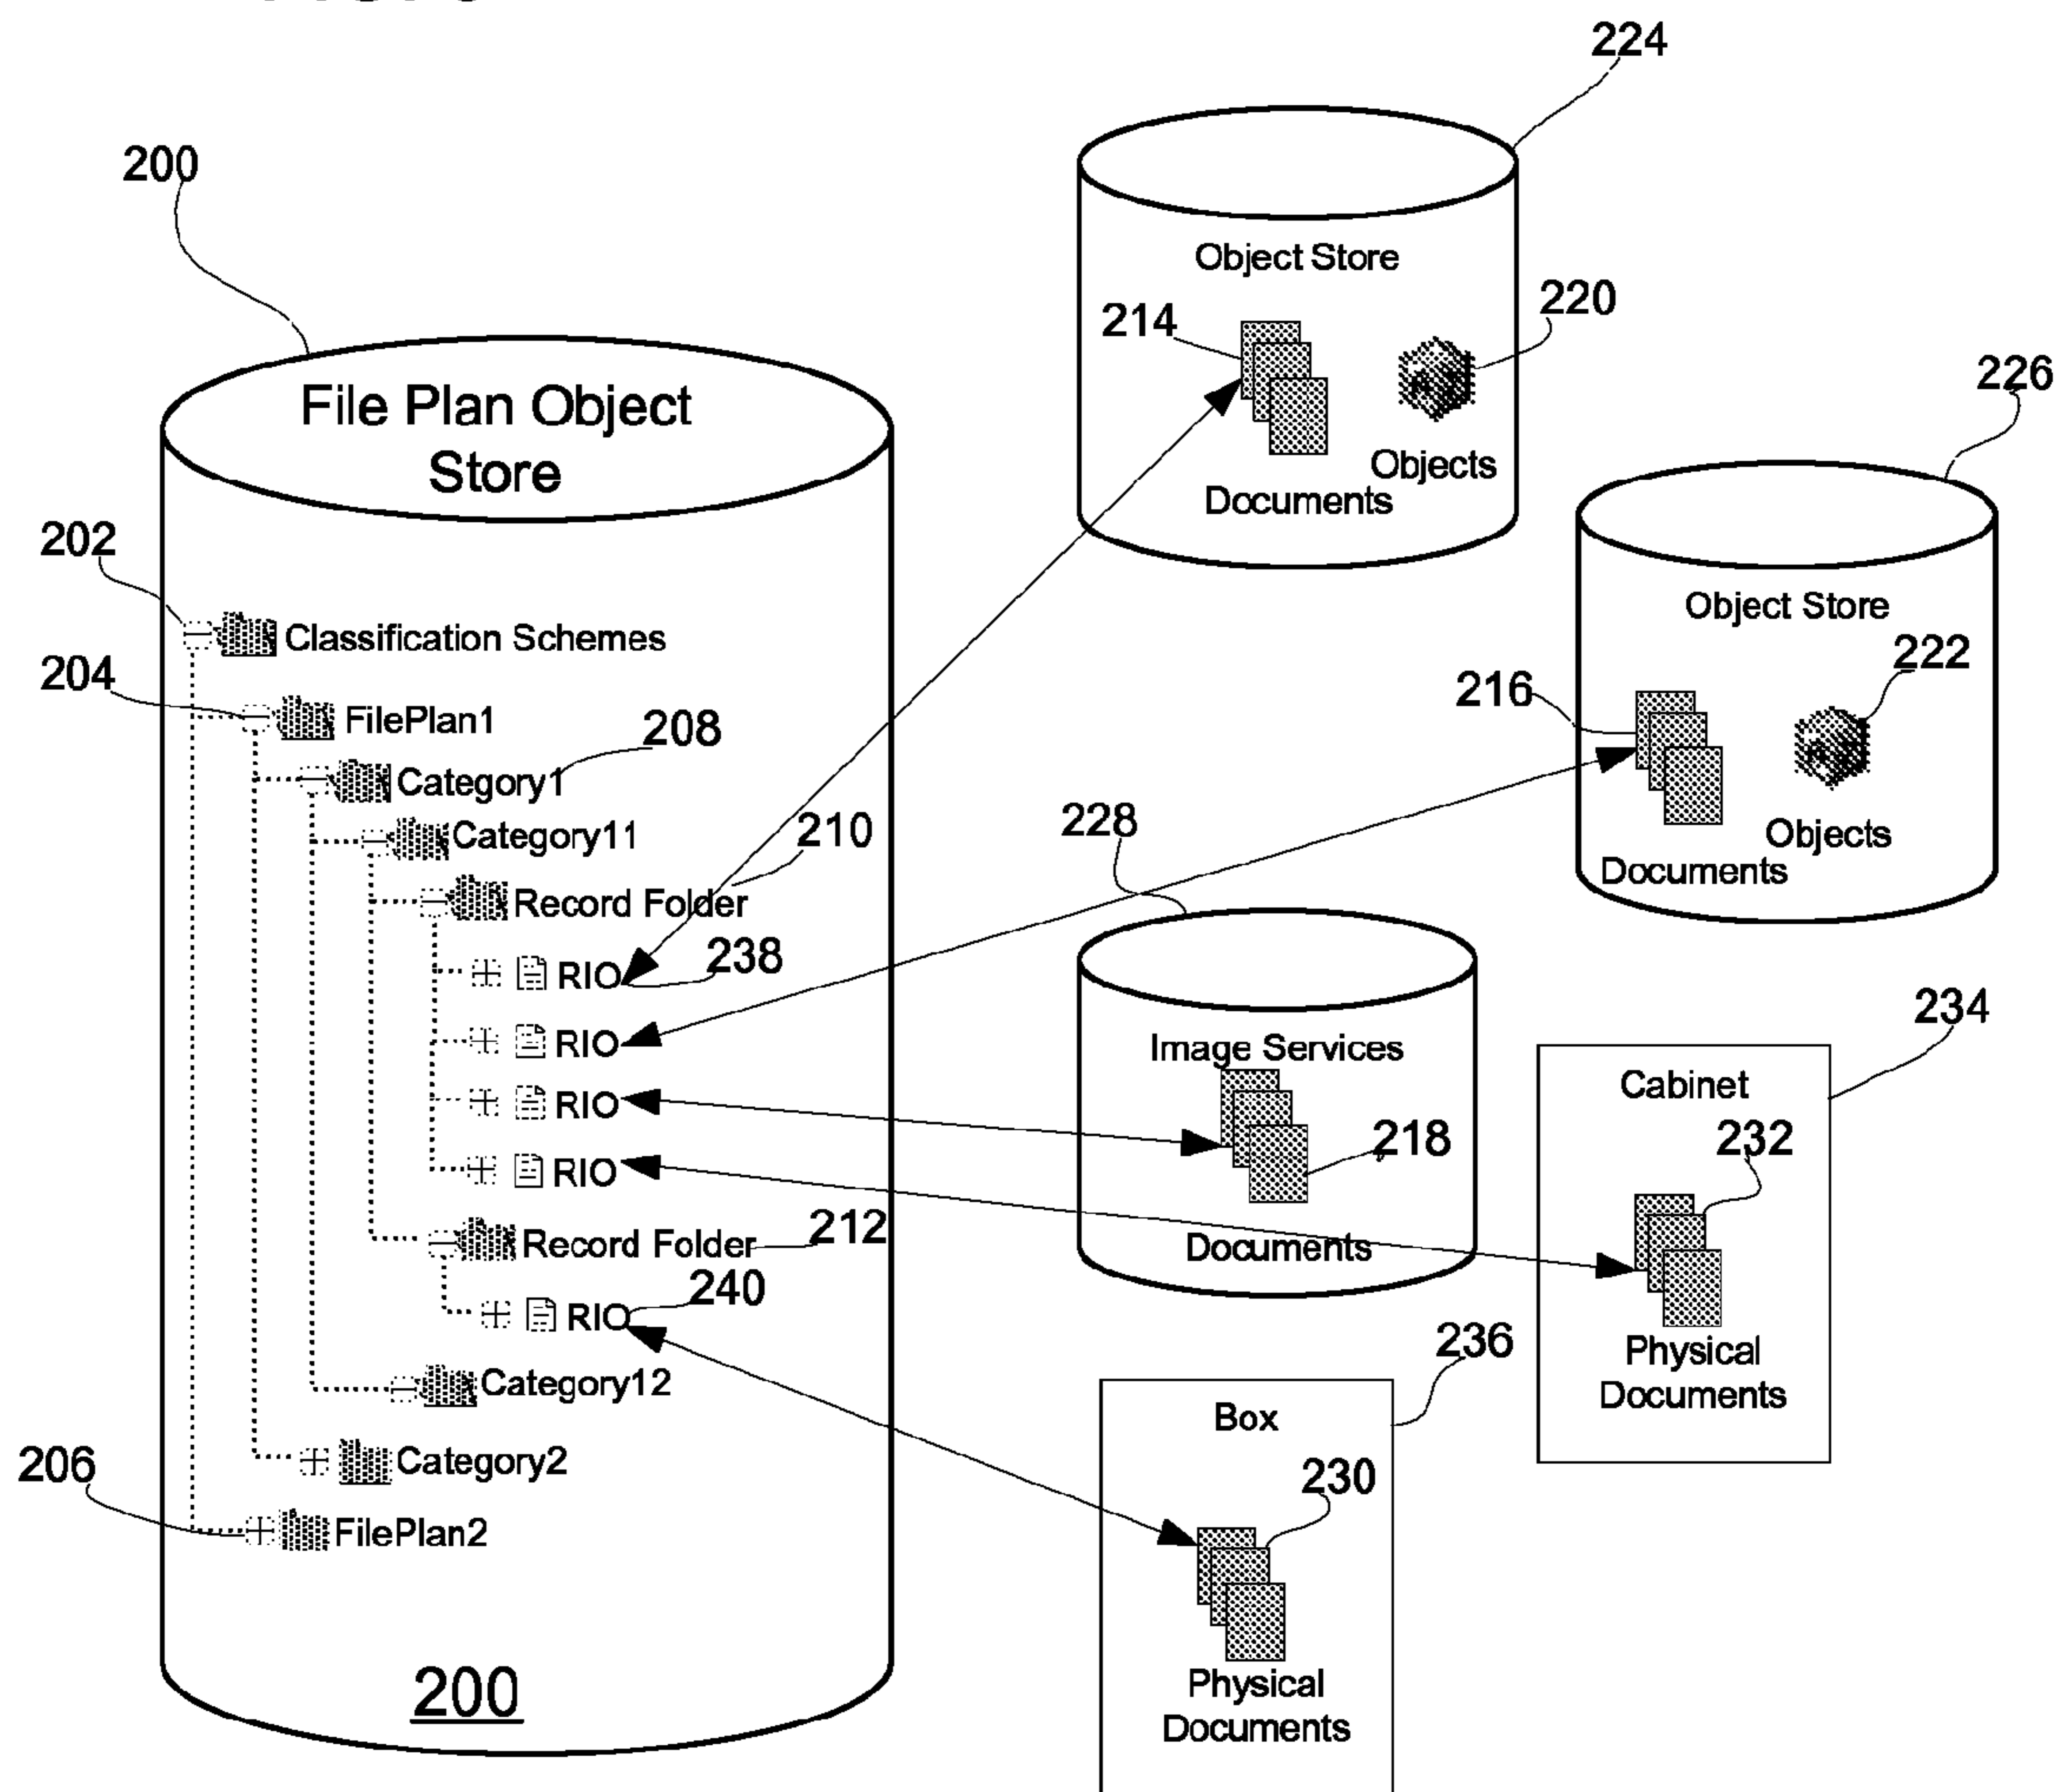 224
200
Object Store
214
220
226
File Plan Object
Store
Objects
Documents
202
Classification Schemes
Object Store
204
FilePlan1
208
216
222
Category1
Category11
210
228
Objects
Documents
Record Folder
RIO
238
234
RIO
Image Services
Cabinet
RIO
218
232
RIO
Record Folder
212
Documents
RIO
240
Physical
Documents
236
Category12
Box
206
Category2
230
FilePlan2
200
Physical
Documents